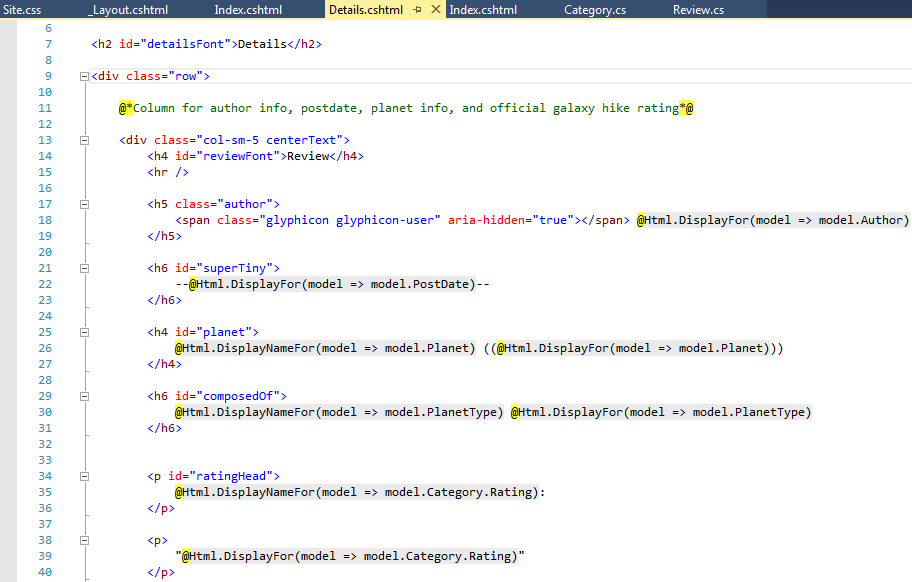 Site.css _Layout.cshtml Index.cshtml Details.cshtml Index.cshtml Category.cs Review.cs
6
7 <h2 id="detailsFont">Details</h2>
8
9 <div class="row">
10
11 @*Column for author info, postdate, planet info, and official galaxy hike rating*@
12
13 <div class="col-sm-5 centerText">
14 <h4 id="reviewFont">Review</h4>
15 <hr />
16
17 <h5 class="author">
18 <span class="glyphicon glyphicon-user" aria-hidden="true"></span> @Html.DisplayFor(model => model.Author)
19 </h5>
20
21 <h6 id="superTiny">
22 --@Html.DisplayFor(model => model.PostDate)--
23 </h6>
24
25 <h4 id="planet">
26 @Html.DisplayNameFor(model => model.Planet) ((@Html.DisplayFor(model => model.Planet)))
27 </h4>
28
29 <h6 id="composedOf">
30 @Html.DisplayNameFor(model => model.PlanetType) @Html.DisplayFor(model => model.PlanetType)
31 </h6>
32
33
34 <p id="ratingHead">
35 @Html.DisplayNameFor(model => model.Category.Rating):
36 </p>
37
38 <p>
39 "@Html.DisplayFor(model => model.Category.Rating)"
40 </p>